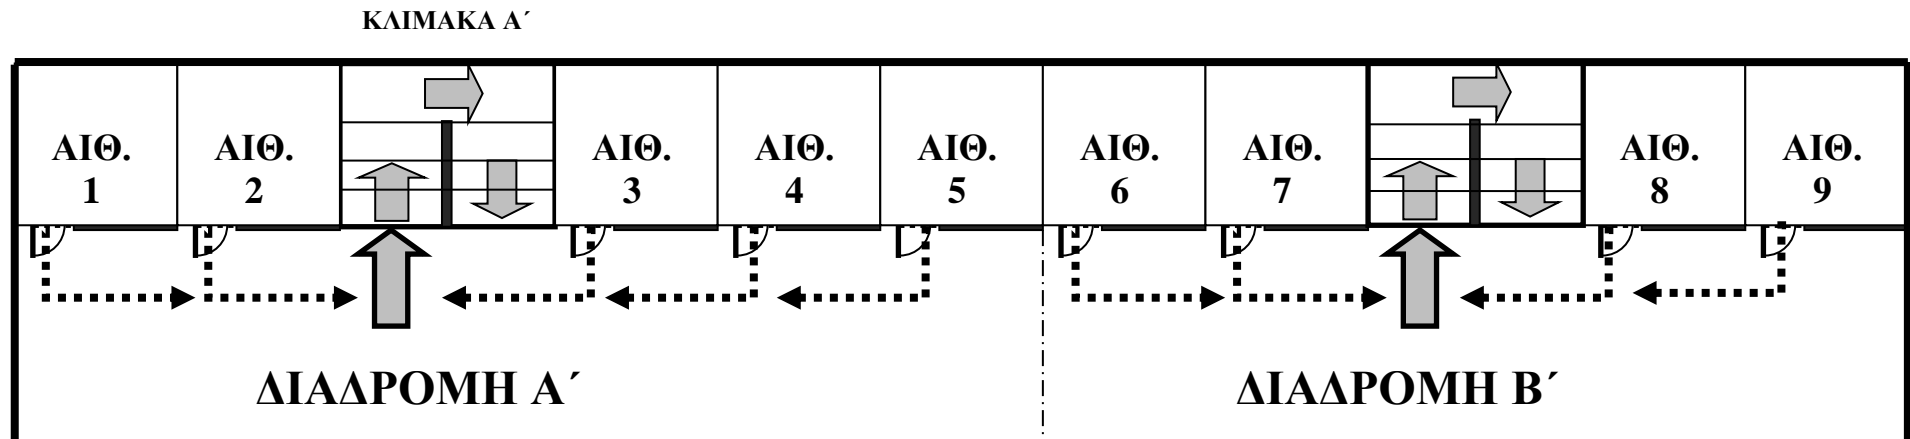 ΚΛΙΜΑΚΑ Α΄
ΑΙΘ. 1
ΑΙΘ. 2
ΑΙΘ. 3
ΑΙΘ. 4
ΑΙΘ. 5
ΑΙΘ. 6
ΑΙΘ. 7
ΑΙΘ. 8
ΑΙΘ. 9
ΔΙΑΔΡΟΜΗ Α΄
ΔΙΑΔΡΟΜΗ Β΄